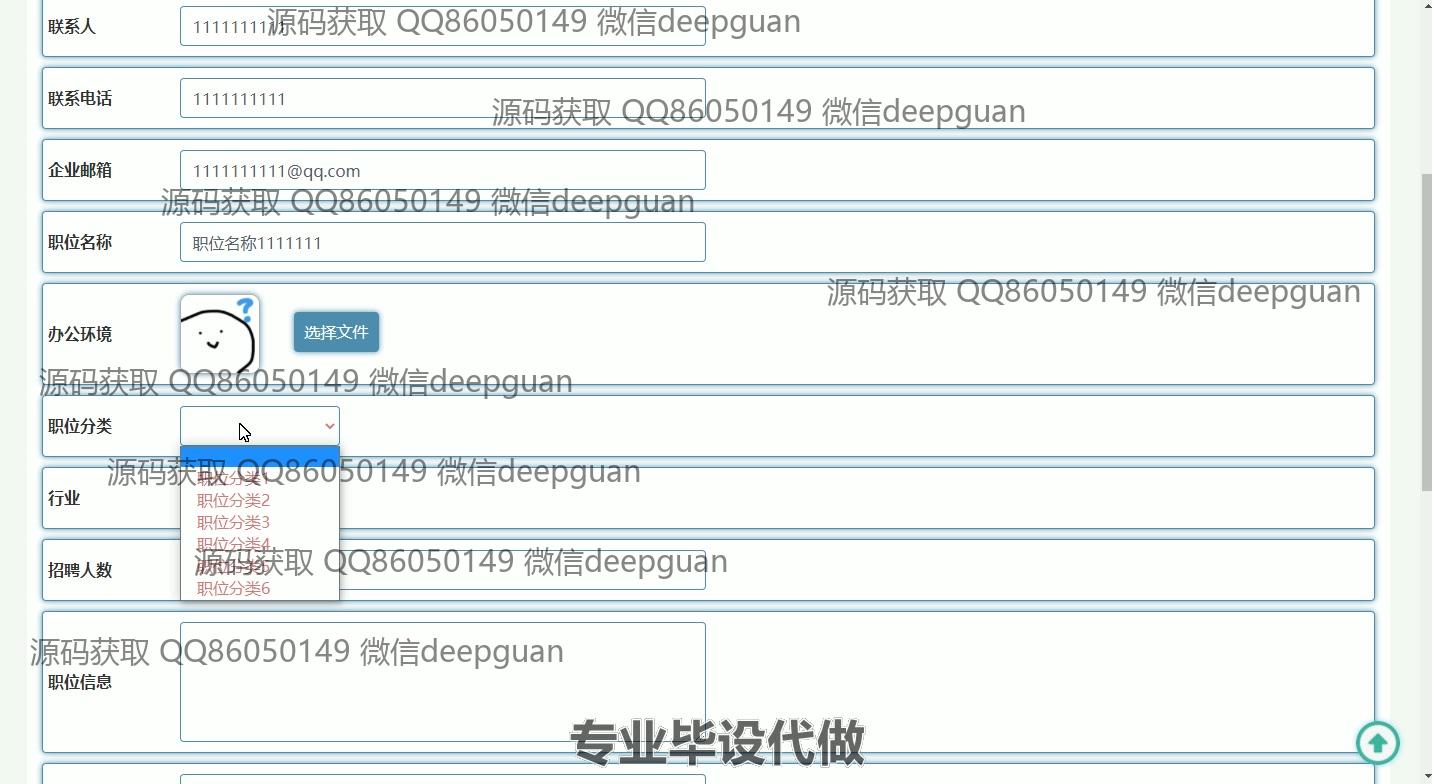 联系人
1111111111
源码获取 QQ86050149 微信deepguan
联系电话
1111111111
源码获取 QQ86050149 微信deepguan
企业邮箱
1111111111@qq.com
源码获取 QQ86050149 微信deepguan
职位名称
职位名称1111111
源码获取 QQ86050149 微信deepguan
办公环境
?
选择文件
源码获取 QQ86050149 微信deepguan
职位分类
源码获取 QQ86050149 微信deepguan
职位分类1
行业
职位分类2
职位分类3
职位分类4
源码获取 QQ86050149 微信deepguan
招聘人数
职位分类5
职位分类6
源码获取 QQ86050149 微信deepguan
职位信息
专业毕设代做